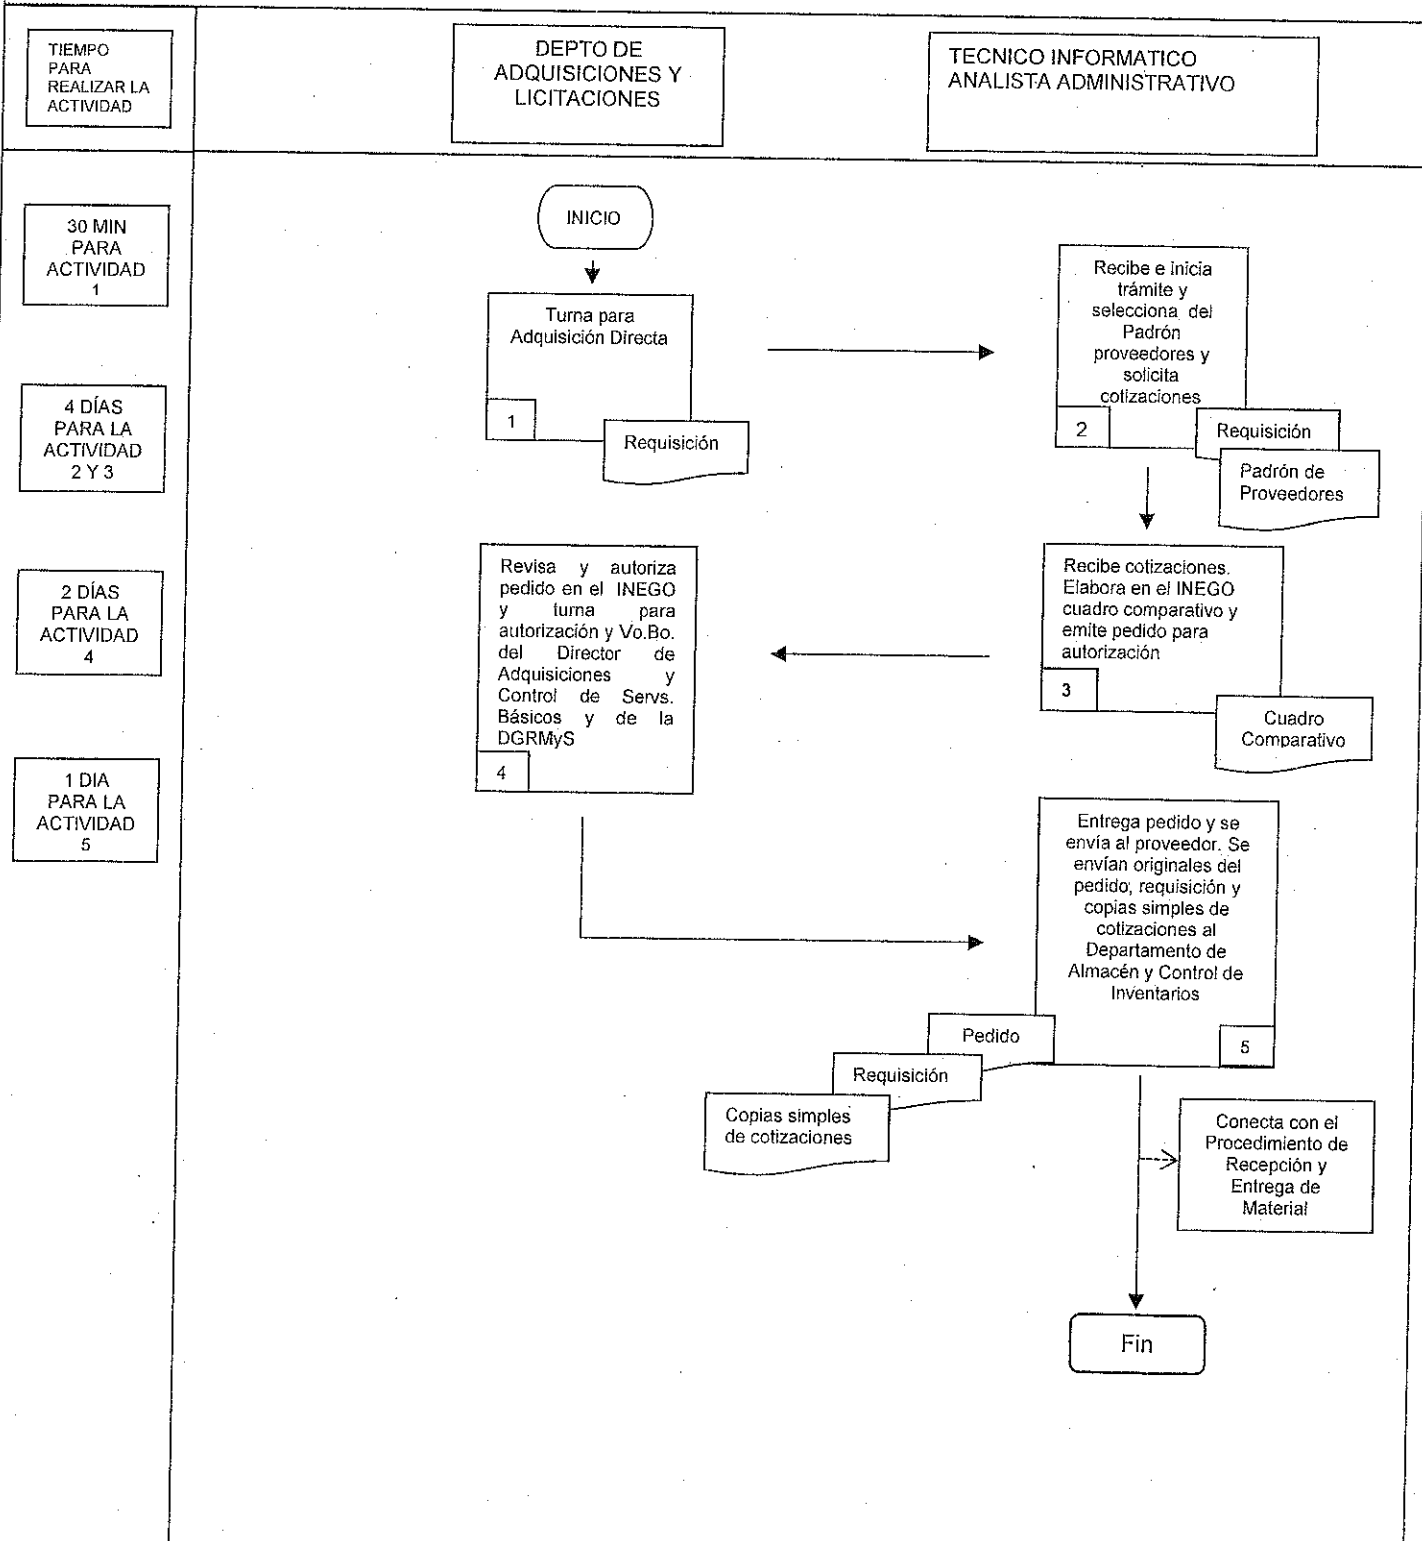 TIEMPO
PARA
REALIZAR LA
ACTIVIDAD
DEPTO DE
ADQUISICIONES Y
LICITACIONES
TECNICO INFORMATICO
ANALISTA ADMINISTRATIVO
30 MIN
PARA
ACTIVIDAD
1
4 DÍAS
PARA LA
ACTIVIDAD
2 Y 3
2 DÍAS
PARA LA
ACTIVIDAD
4
1 DIA
PARA LA
ACTIVIDAD
5
INICIO
Turna para
Adquisición Directa
1
Requisición
Recibe e inicia
trámite y
selecciona del
Padrón
proveedores y
solicita
cotizaciones
2
Requisición
Padrón de
Proveedores
Recibe cotizaciones.
Elabora en el INEGO
cuadro comparativo y
emite pedido para
autorización
3
Cuadro
Comparativo
Revisa y autoriza
pedido en el INEGO
y turna para
autorización y Vo.Bo.
del Director de
Adquisiciones y
Control de Servs.
Básicos y de la
DGRMyS
4
Entrega pedido y se
envía al proveedor. Se
envían originales del
pedido, requisición y
copias simples de
cotizaciones al
Departamento de
Almacén y Control de
Inventarios
5
Pedido
Requisición
Copias simples
de cotizaciones
Conecta con el
Procedimiento de
Recepción y
Entrega de
Material
Fin